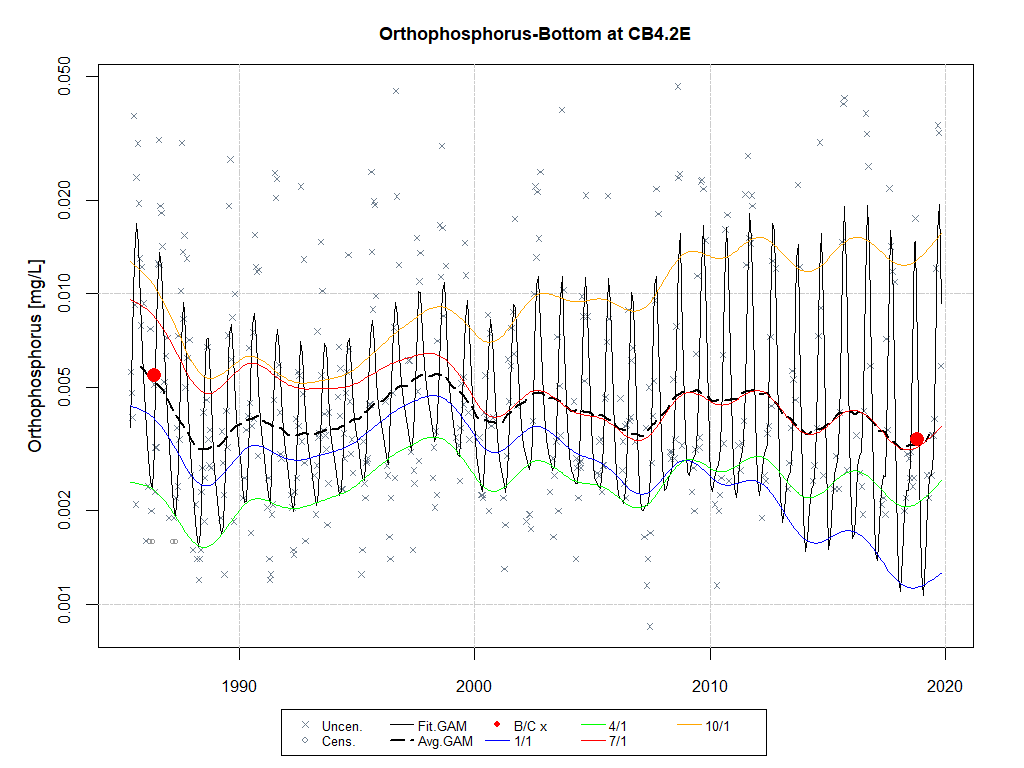 Orthophosphorus-Bottom at CB4.2E
Orthophosphorus [mg/L]
0.050
0.020
0.010
0.005
0.002
0.001
1990 2000 2010 2020
Uncen. Fit.GAM B/C x 4/1 10/1
Cens. Avg.GAM 1/1 7/1